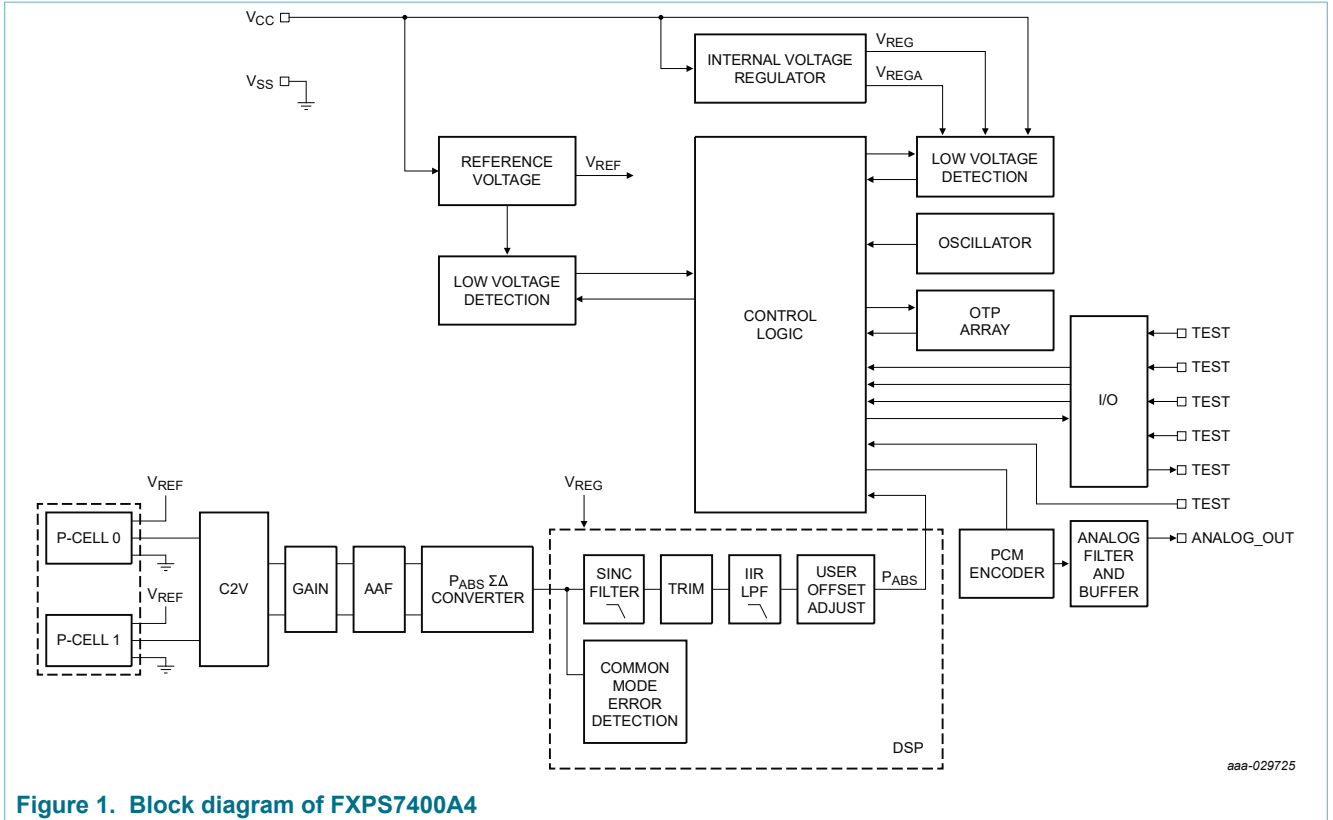 VCC
VSS
INTERNAL VOLTAGE
REGULATOR
VREG
VREGA
REFERENCE
VOLTAGE
VREF
LOW VOLTAGE
DETECTION
LOW VOLTAGE
DETECTION
CONTROL
LOGIC
OSCILLATOR
OTP
ARRAY
I/O
TEST
TEST
TEST
TEST
TEST
TEST
VREF
P-CELL 0
VREF
P-CELL 1
C2V
GAIN
AAF
PABS ΣΔ
CONVERTER
VREG
SINC
FILTER
TRIM
IIR
LPF
USER
OFFSET
ADJUST
PABS
COMMON
MODE
ERROR
DETECTION
DSP
PCM
ENCODER
ANALOG
FILTER
AND
BUFFER
ANALOG_OUT
aaa-029725
Figure 1. Block diagram of FXPS7400A4